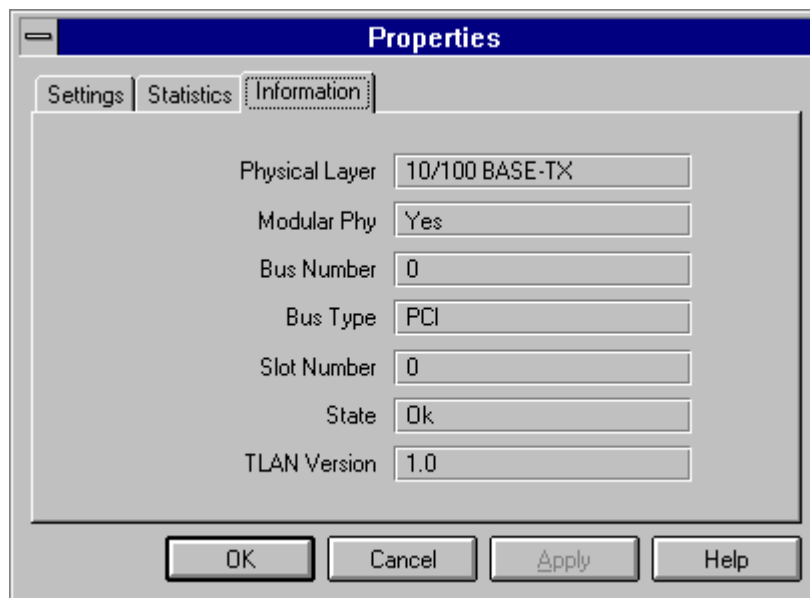 Properties
Settings Statistics Information
Physical Layer 10/100 BASE-TX
Modular Phy Yes
Bus Number 0
Bus Type PCI
Slot Number 0
State Ok
TLAN Version 1.0
OK Cancel Apply Help